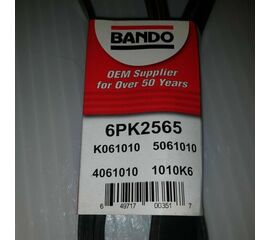 BANDO
OEM Supplier
for Over 50 Years
6PK2565
K061010 5061010
4061010 1010K6
6 49717 00351 7